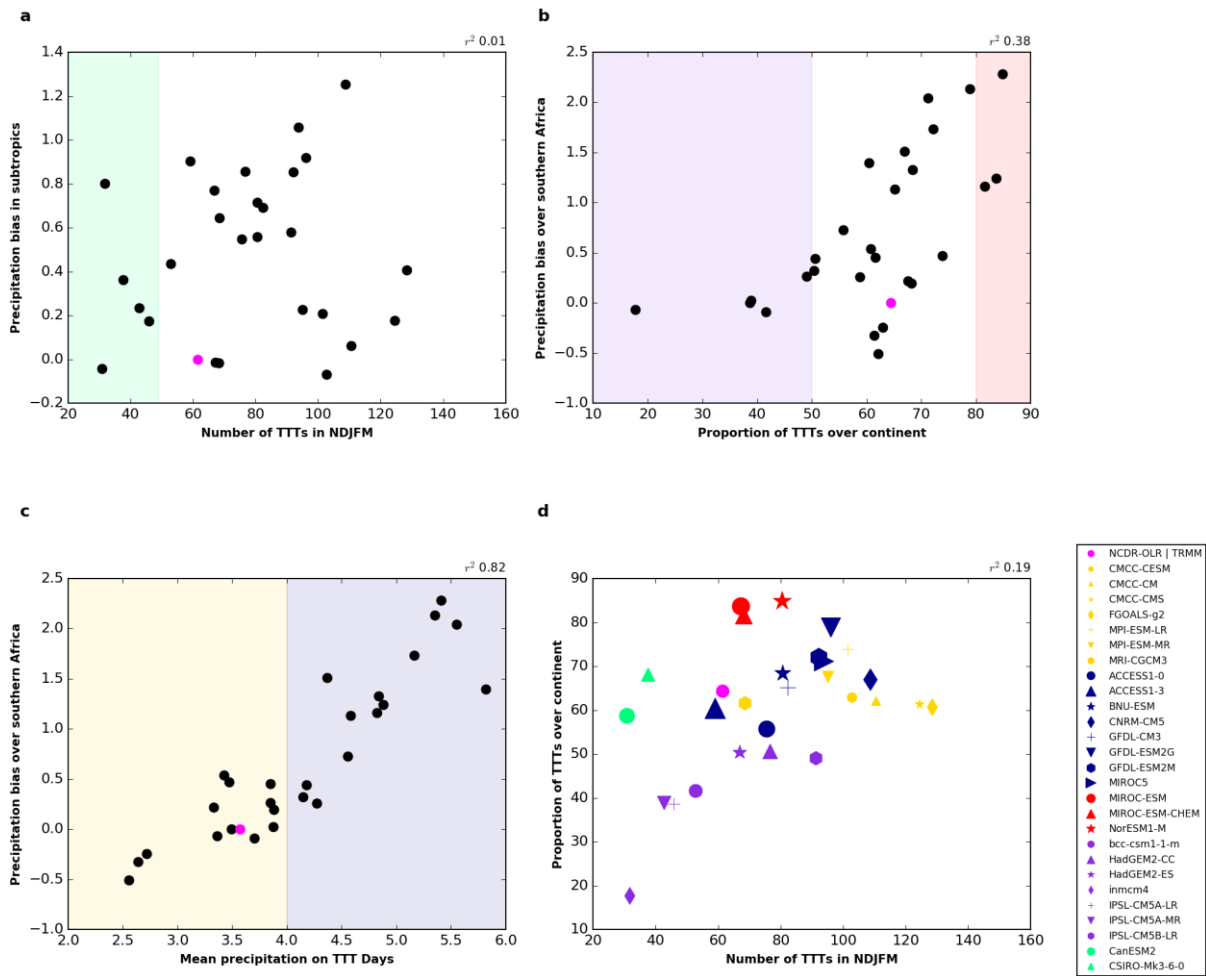 a
r² 0.01
Precipitation bias in subtropics
1.4
1.2
1.0
0.8
0.6
0.4
0.2
0.0
−0.2
20 40 60 80 100 120 140 160
Number of TTTs in NDJFM
b
r² 0.38
Precipitation bias over southern Africa
2.5
2.0
1.5
1.0
0.5
0.0
−0.5
−1.0
10 20 30 40 50 60 70 80 90
Proportion of TTTs over continent
c
r² 0.82
Precipitation bias over southern Africa
2.5
2.0
1.5
1.0
0.5
0.0
−0.5
−1.0
2.0 2.5 3.0 3.5 4.0 4.5 5.0 5.5 6.0
Mean precipitation on TTT Days
d
r² 0.19
Proportion of TTTs over continent
90
80
70
60
50
40
30
20
10
20 40 60 80 100 120 140 160
Number of TTTs in NDJFM
NCDR-OLR | TRMM
CMCC-CESM
CMCC-CM
CMCC-CMS
FGOALS-g2
MPI-ESM-LR
MPI-ESM-MR
MRI-CGCM3
ACCESS1-0
ACCESS1-3
BNU-ESM
CNRM-CM5
GFDL-CM3
GFDL-ESM2G
GFDL-ESM2M
MIROC5
MIROC-ESM
MIROC-ESM-CHEM
NorESM1-M
bcc-csm1-1-m
HadGEM2-CC
HadGEM2-ES
inmcm4
IPSL-CM5A-LR
IPSL-CM5A-MR
IPSL-CM5B-LR
CanESM2
CSIRO-Mk3-6-0